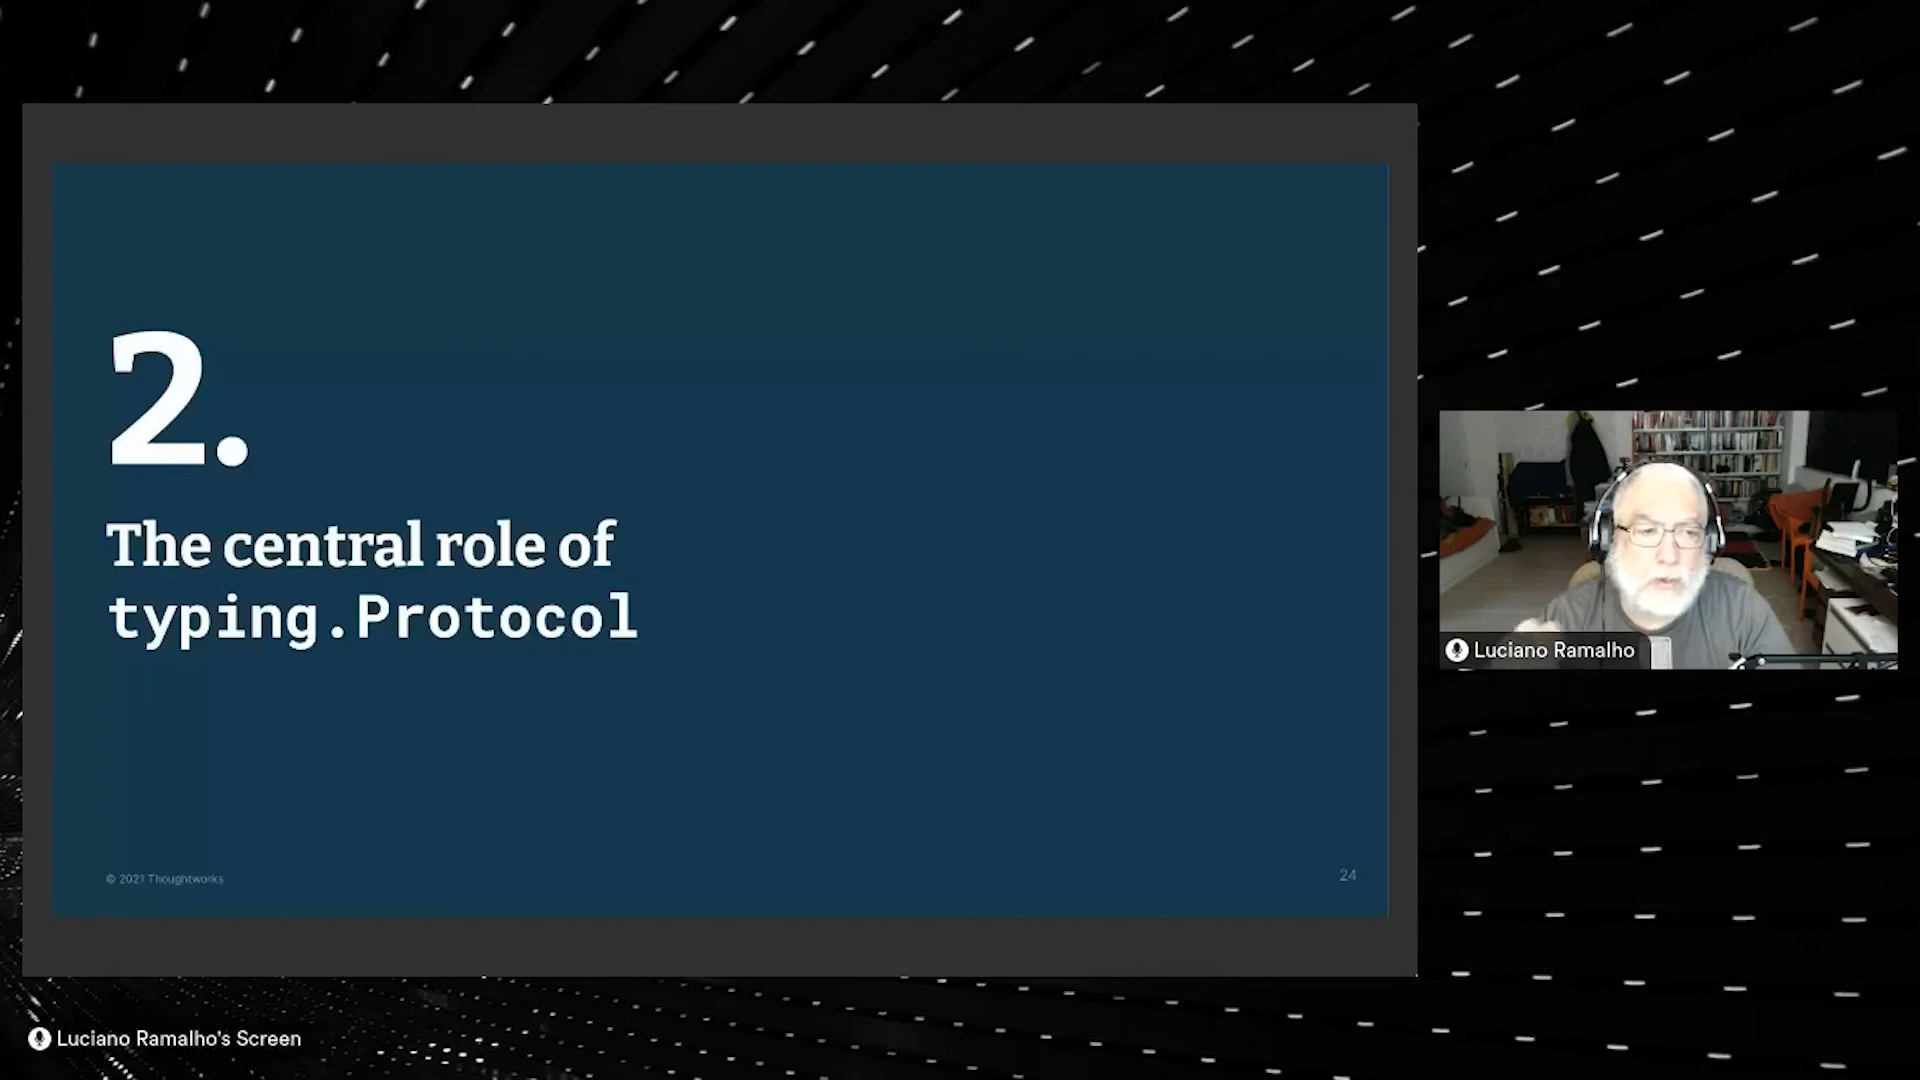 2.
The central role of
typing.Protocol
© 2021 Thoughtworks
24
Luciano Ramalho
Luciano Ramalho's Screen